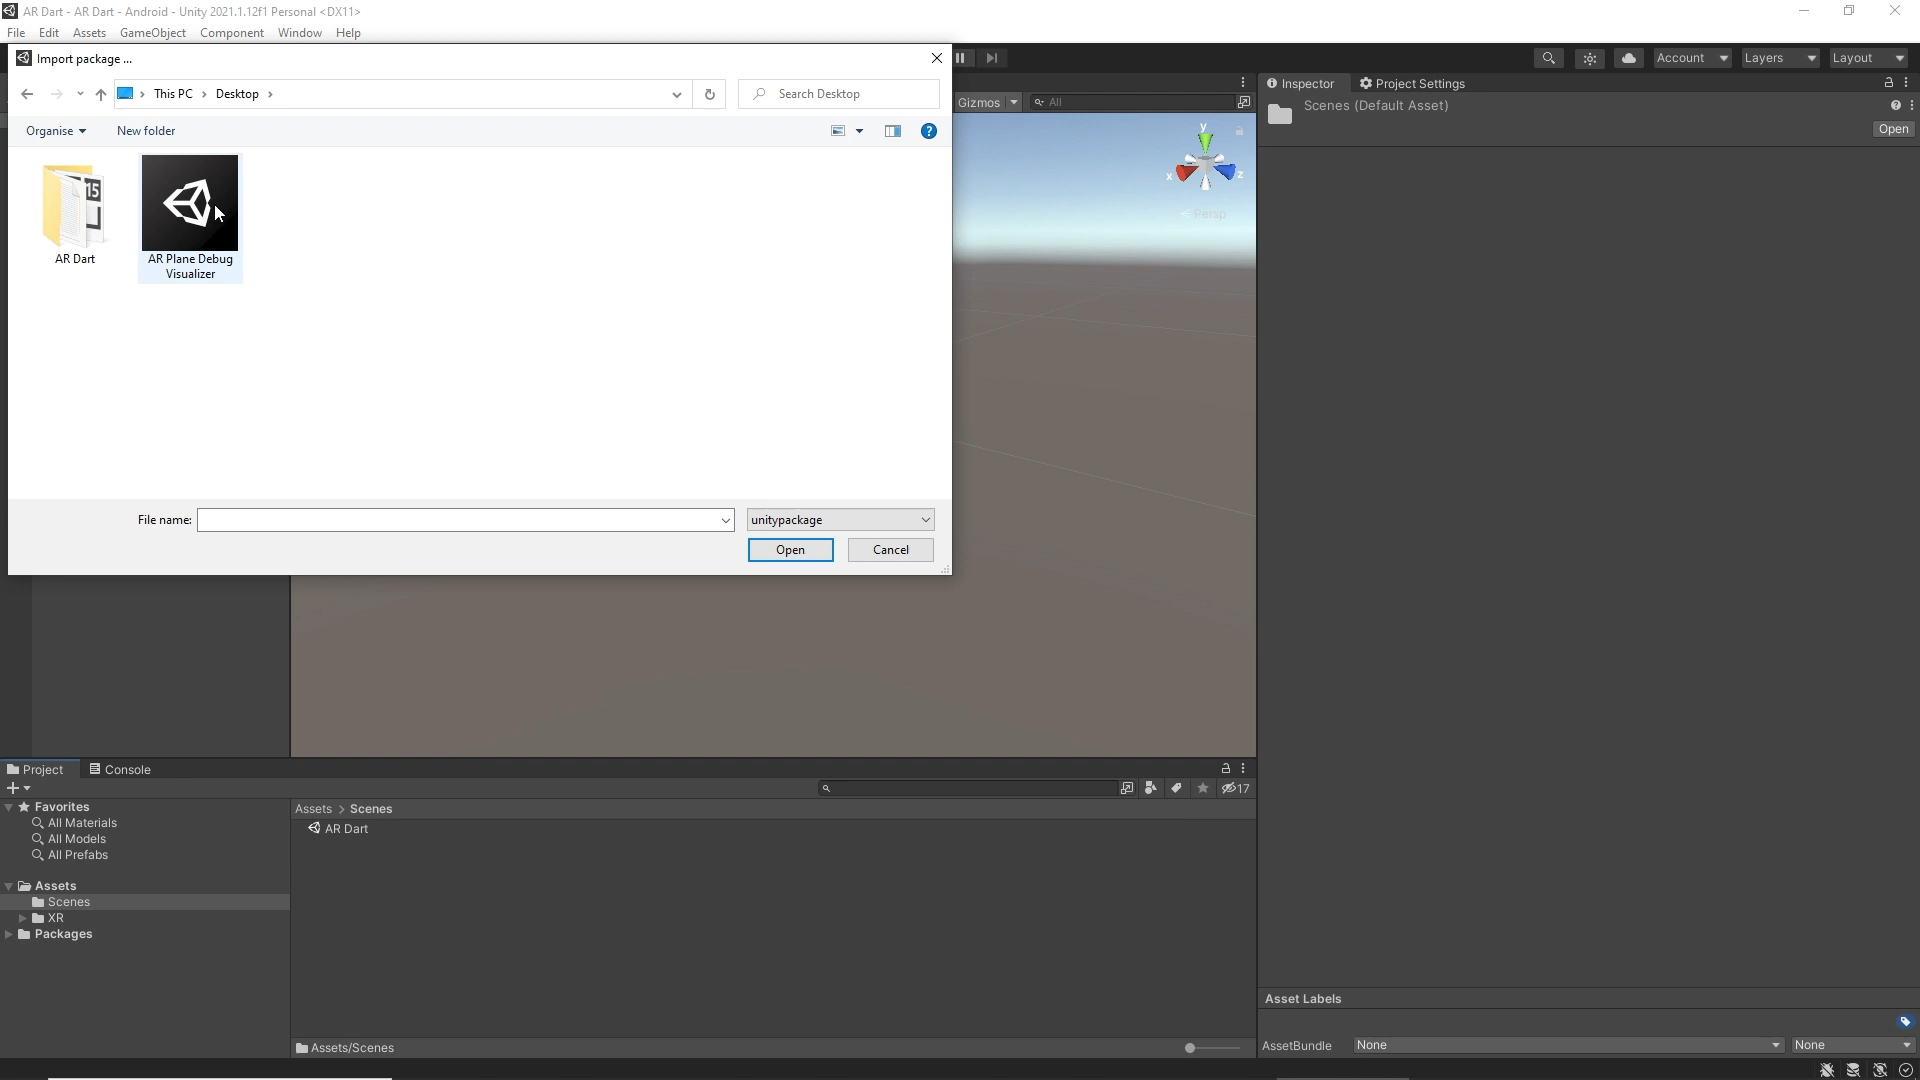 AR Dart - AR Dart - Android - Unity 2021.1.12f1 Personal <DX11>
File Edit Assets GameObject Component Window Help
Import package ...
This PC > Desktop >
Search Desktop
Organise
New folder
AR Dart
AR Plane Debug
Visualizer
File name:
unitypackage
Open
Cancel
Account
Layers
Layout
Gizmos
All
y
x
z
Persp
Inspector
Project Settings
Scenes (Default Asset)
Open
Project
Console
17
Favorites
All Materials
All Models
All Prefabs
Assets
Scenes
XR
Packages
Assets > Scenes
AR Dart
Assets/Scenes
Asset Labels
AssetBundle
None
None